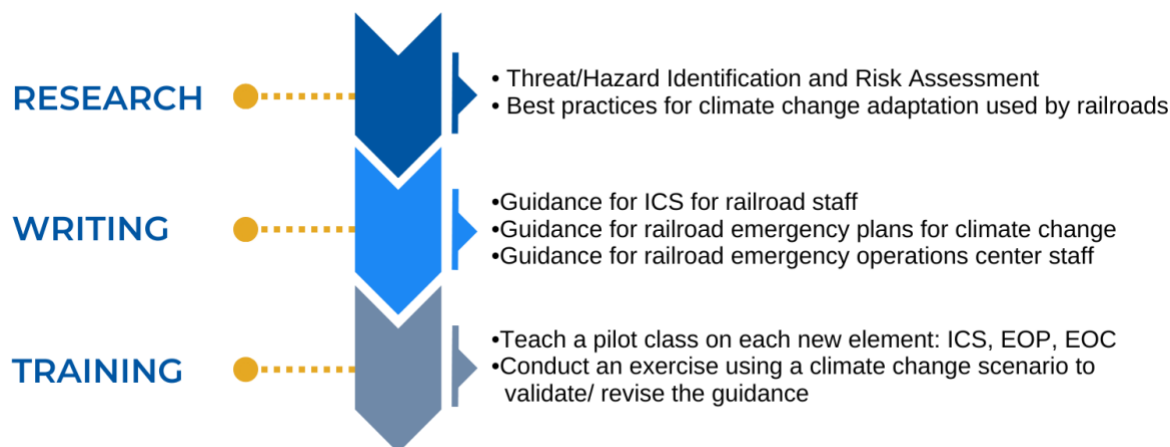 RESEARCH
• Threat/Hazard Identification and Risk Assessment
• Best practices for climate change adaptation used by railroads
WRITING
•Guidance for ICS for railroad staff
•Guidance for railroad emergency plans for climate change
•Guidance for railroad emergency operations center staff
TRAINING
•Teach a pilot class on each new element: ICS, EOP, EOC
•Conduct an exercise using a climate change scenario to
validate/ revise the guidance